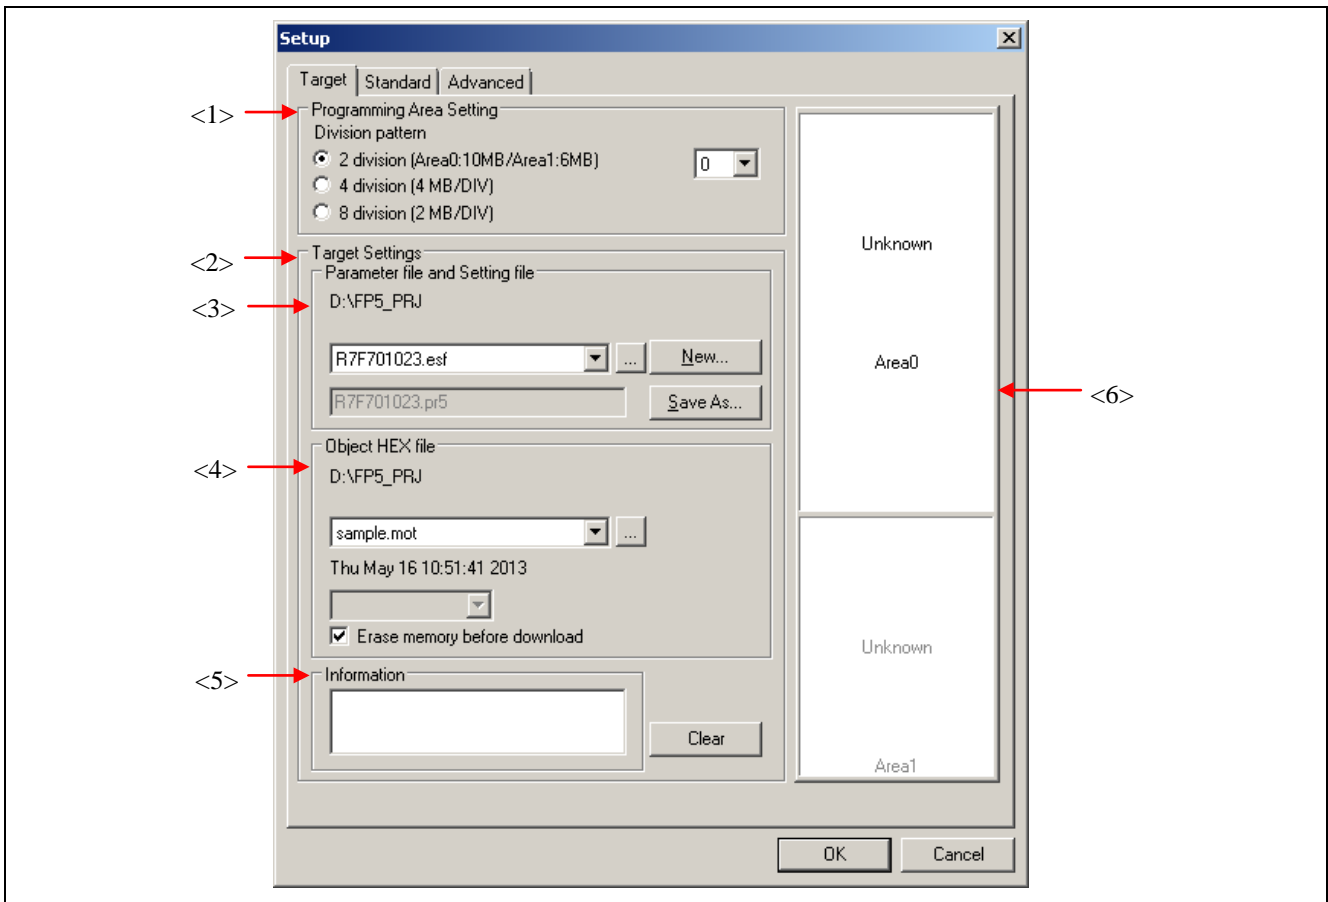 Setup
Target Standard Advanced
<1>
Programming Area Setting
Division pattern
2 division (Area0:10MB/Area1:6MB)
0
4 division (4 MB/DIV)
8 division (2 MB/DIV)
<2>
Target Settings
Parameter file and Setting file
<3>
D:\FP5_PRJ
R7F701023.esf
...
New...
R7F701023.pr5
Save As...
Object HEX file
<4>
D:\FP5_PRJ
sample.mot
...
Thu May 16 10:51:41 2013
Erase memory before download
<5>
Information
Clear
Unknown
Area0
<6>
Unknown
Area1
OK
Cancel